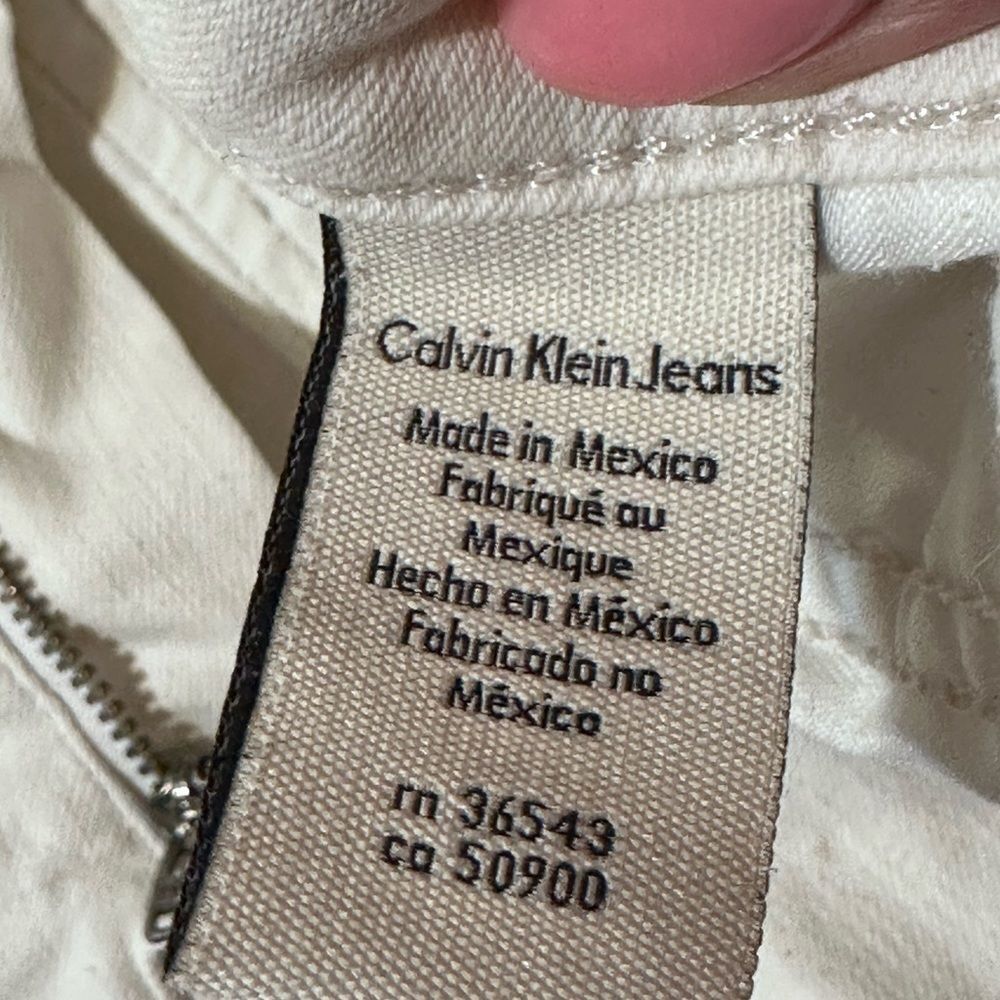 Calvin Klein Jeans
Made in Mexico
Fabriqué au
Mexique
Hecho en México
Fabricado no
México
rn 36543
ca 50900